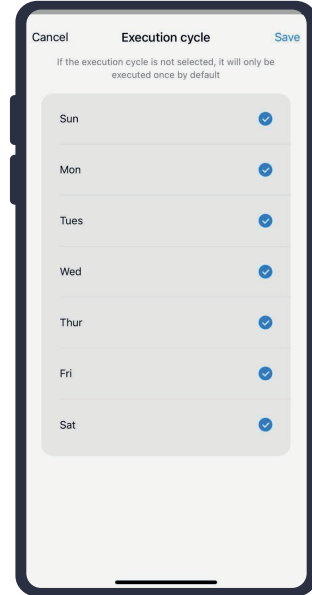 Cancel Execution cycle Save
If the execution cycle is not selected, it will only be
executed once by default
Sun
Mon
Tues
Wed
Thur
Fri
Sat